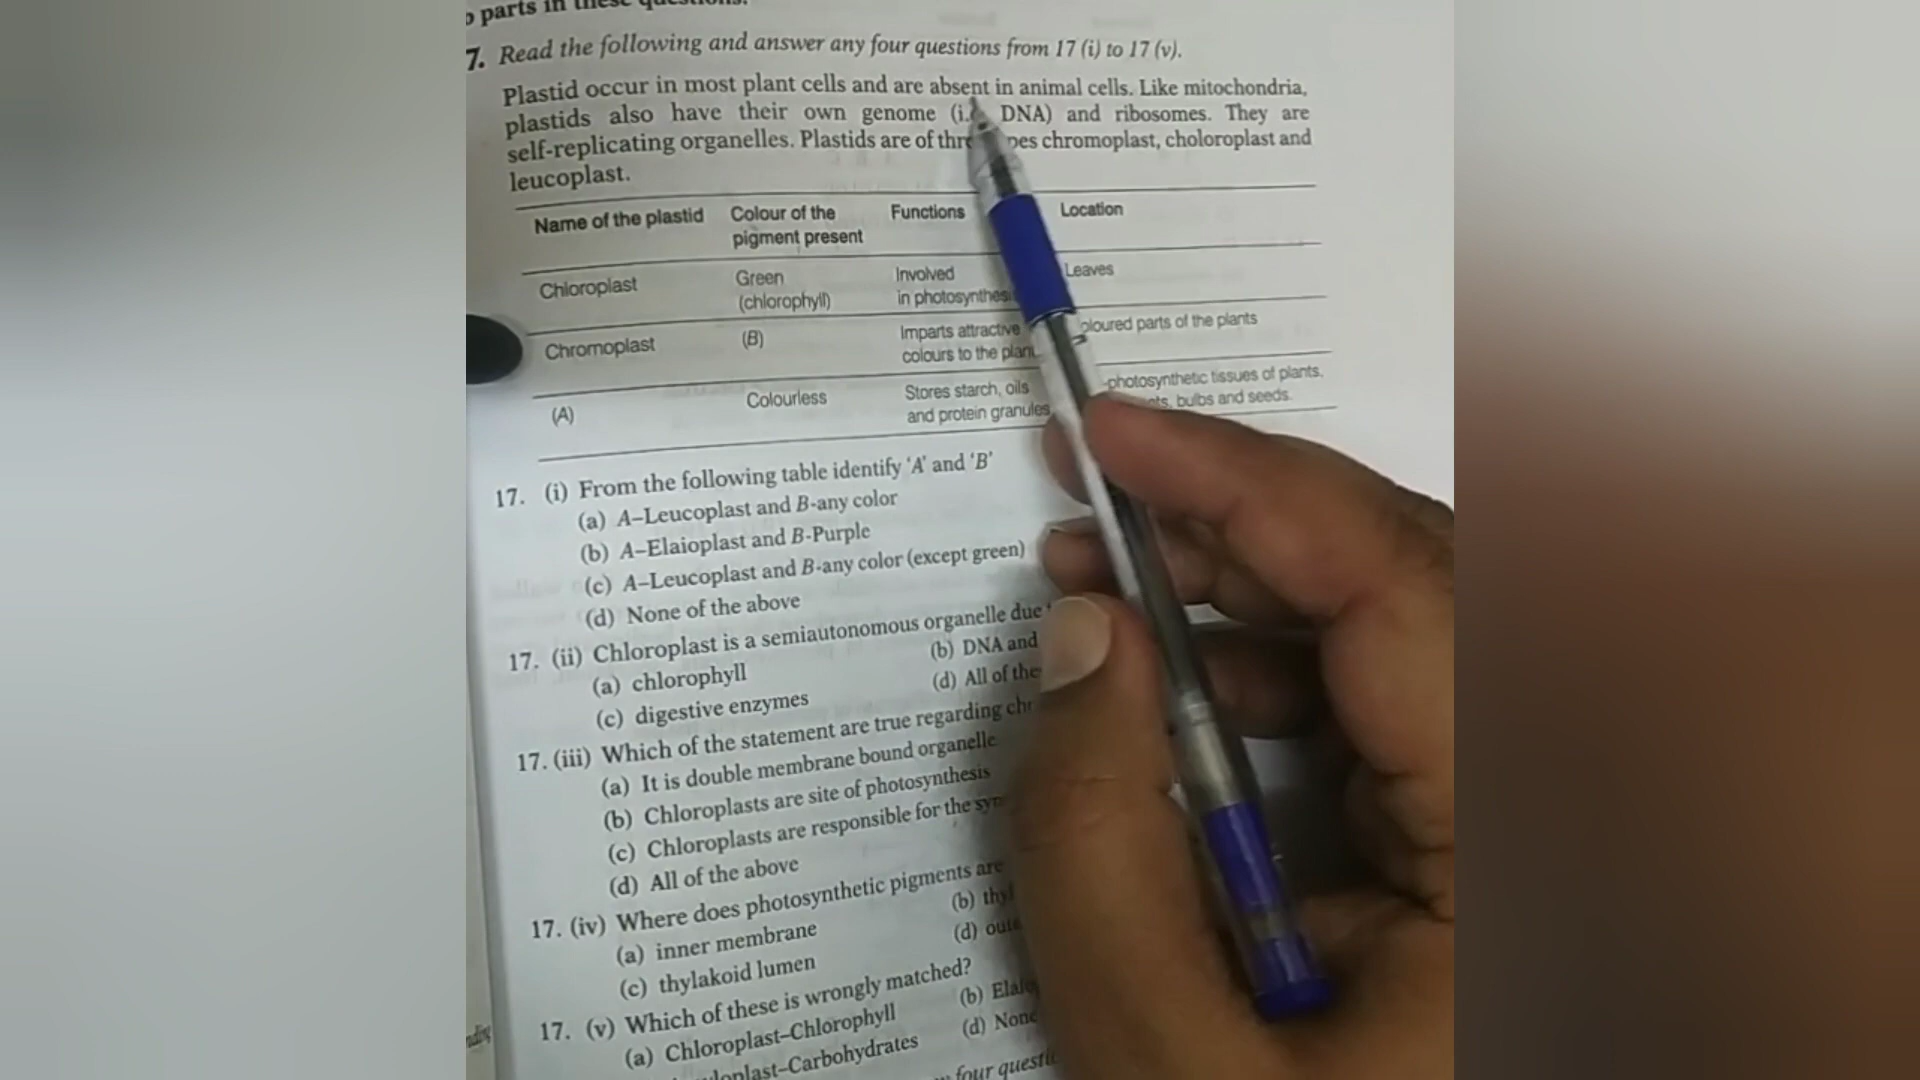 parts in these questions.
7. Read the following and answer any four questions from 17 (i) to 17 (v).
Plastid occur in most plant cells and are absent in animal cells. Like mitochondria,
plastids also have their own genome (i. DNA) and ribosomes. They are
self-replicating organelles. Plastids are of chromoplast, choloroplast and
leucoplast.
Name of the plastid Colour of the pigment present Functions Location
Chloroplast Green (chlorophyll) Involved in photosynthesi Leaves
Chromoplast (B) Imparts attractive colours to the plan oloured parts of the plants
(A) Colourless Stores starch, oils and protein granules -photosynthetic tissues of plants, ots, bulbs and seeds.
17. (i) From the following table identify 'A' and 'B'
(a) A–Leucoplast and B-any color
(b) A–Elaioplast and B-Purple
(c) A–Leucoplast and B-any color (except green)
(d) None of the above
17. (ii) Chloroplast is a semiautonomous organelle due
(a) chlorophyll (b) DNA and
(c) digestive enzymes (d) All of the
17. (iii) Which of the statement are true regarding chr
(a) It is double membrane bound organelle
(b) Chloroplasts are site of photosynthesis
(c) Chloroplasts are responsible for the syn
(d) All of the above
17. (iv) Where does photosynthetic pigments are
(a) inner membrane (b) thyl
(c) thylakoid lumen (d) oute
17. (v) Which of these is wrongly matched?
(a) Chloroplast–Chlorophyll (b) Elaio
loplast–Carbohydrates (d) None
four questi